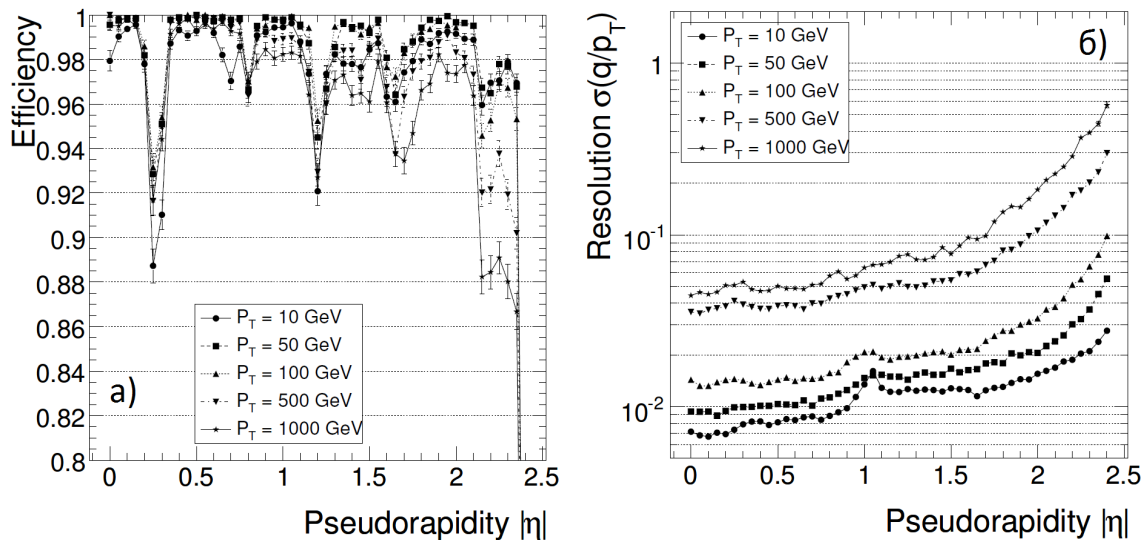 Efficiency
1
0.98
0.96
0.94
0.92
0.9
0.88
0.86
0.84
0.82
0.8
а)
P_T = 10 GeV
P_T = 50 GeV
P_T = 100 GeV
P_T = 500 GeV
P_T = 1000 GeV
0 0.5 1 1.5 2 2.5
Pseudorapidity |η|
Resolution σ(q/p_T)
1
10^-1
10^-2
б)
P_T = 10 GeV
P_T = 50 GeV
P_T = 100 GeV
P_T = 500 GeV
P_T = 1000 GeV
0 0.5 1 1.5 2 2.5
Pseudorapidity |η|